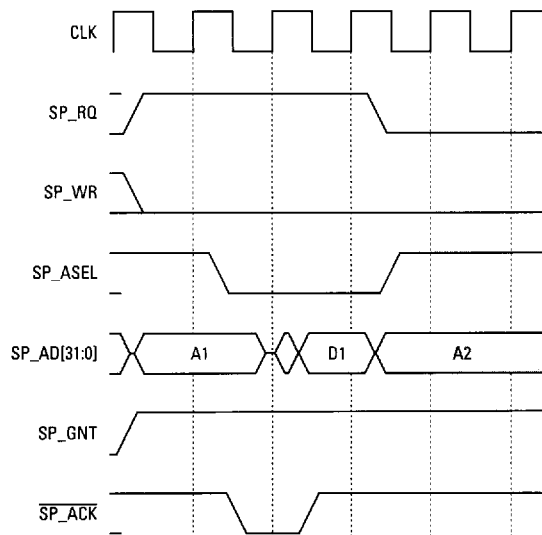 CLK
SP_RQ
SP_WR
SP_ASEL
SP_AD[31:0] A1 D1 A2
SP_GNT
SP_ACK